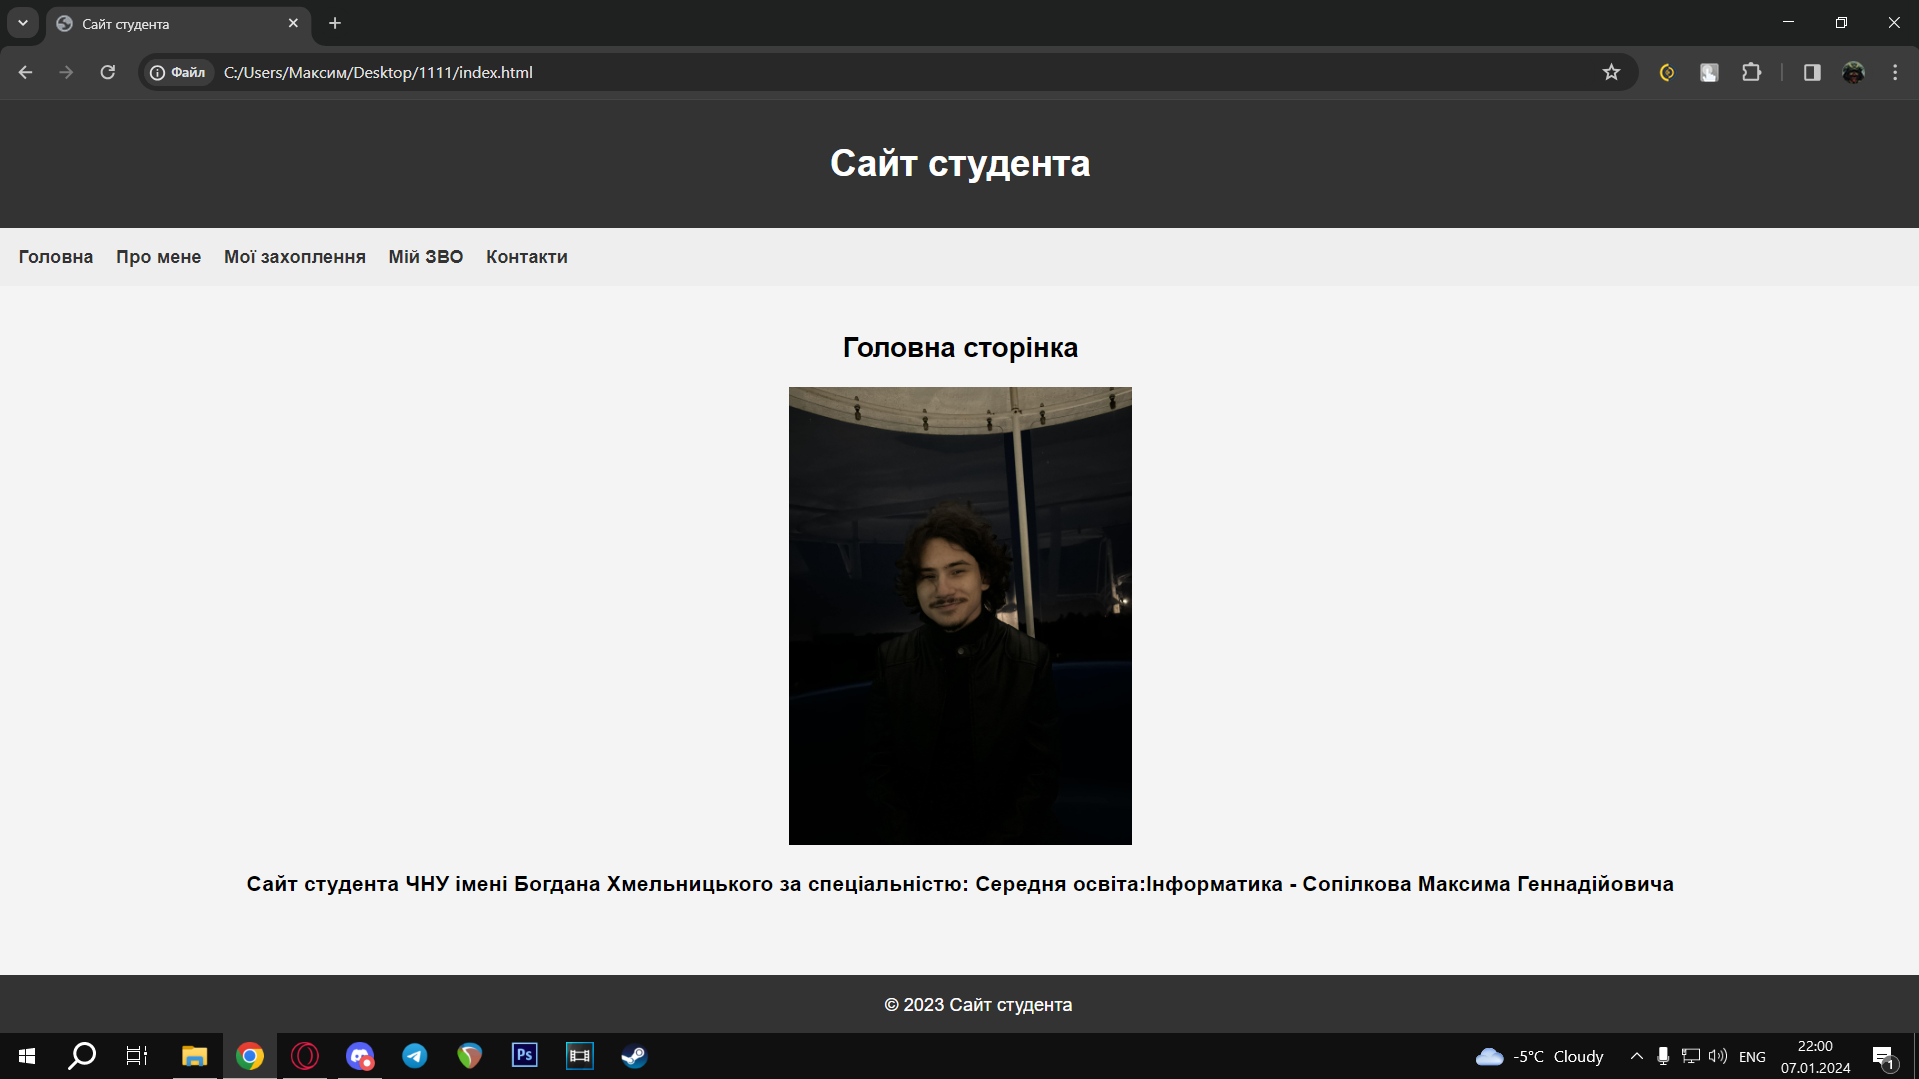 Сайт студента
Файл C:/Users/Максим/Desktop/1111/index.html
Сайт студента
Головна Про мене Мої захоплення Мій ЗВО Контакти
Головна сторінка
Сайт студента ЧНУ імені Богдана Хмельницького за спеціальністю: Середня освіта:Інформатика - Сопілкова Максима Геннадійовича
© 2023 Сайт студента
Ps
-5°C Cloudy
ENG
22:00
07.01.2024
1